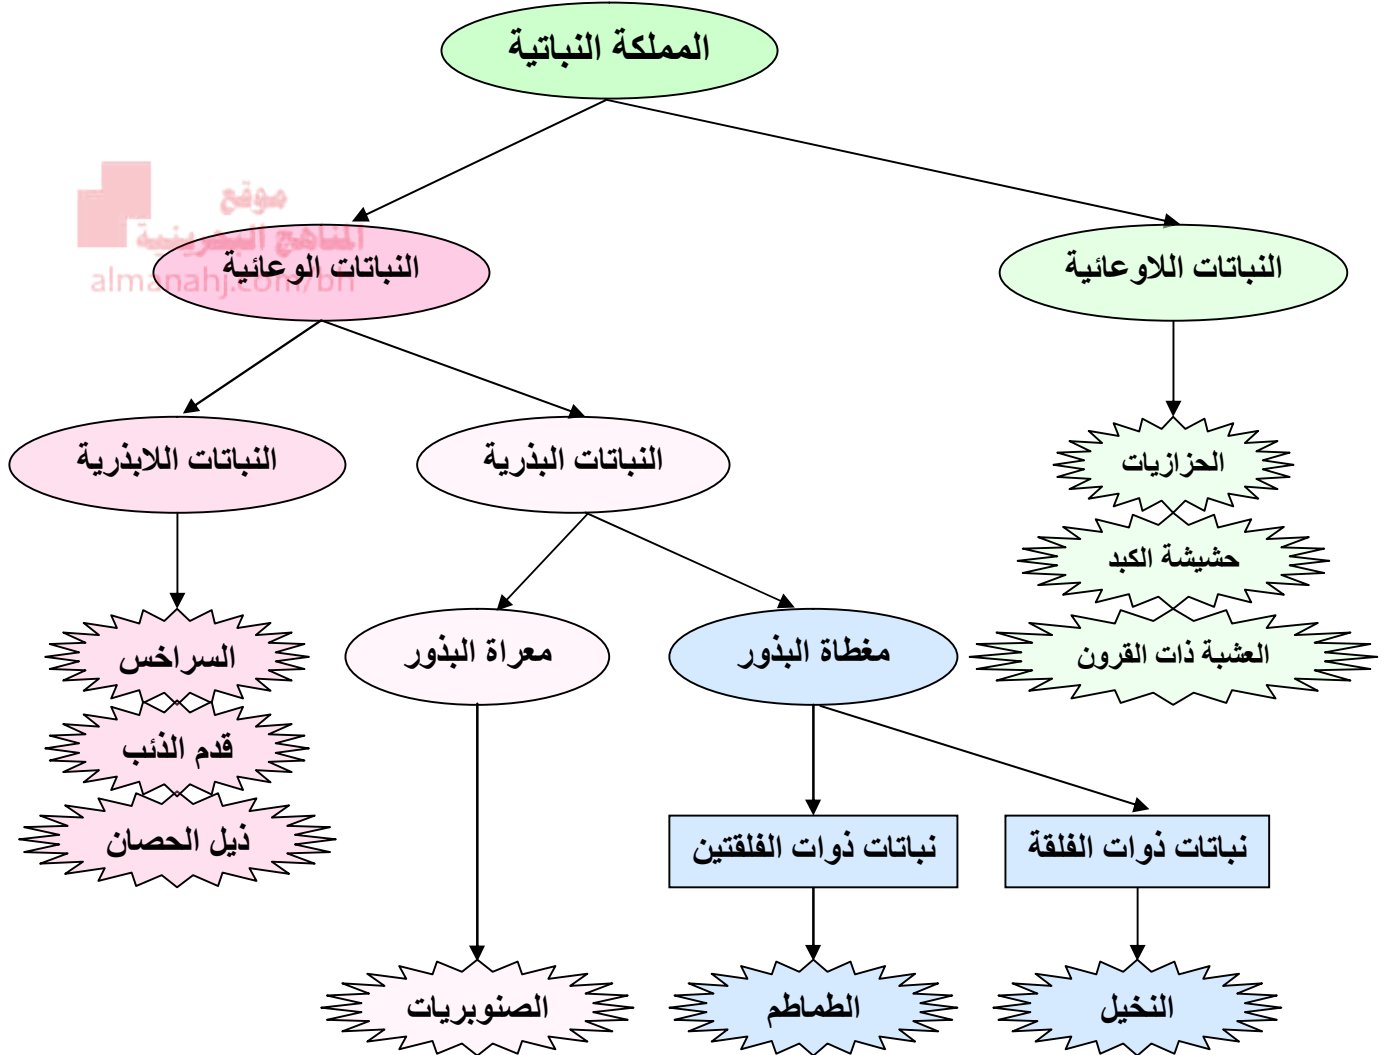 المملكة النباتية
موقع
المناهج البحرينية
almanahj.com/bh
النباتات اللاوعائية
النباتات الوعائية
النباتات البذرية
النباتات اللابذرية
الحزازيات
حشيشة الكبد
العشبة ذات القرون
مغطاة البذور
معراة البذور
السراخس
قدم الذئب
ذيل الحصان
نباتات ذوات الفلقة
نباتات ذوات الفلقتين
النخيل
الطماطم
الصنوبريات